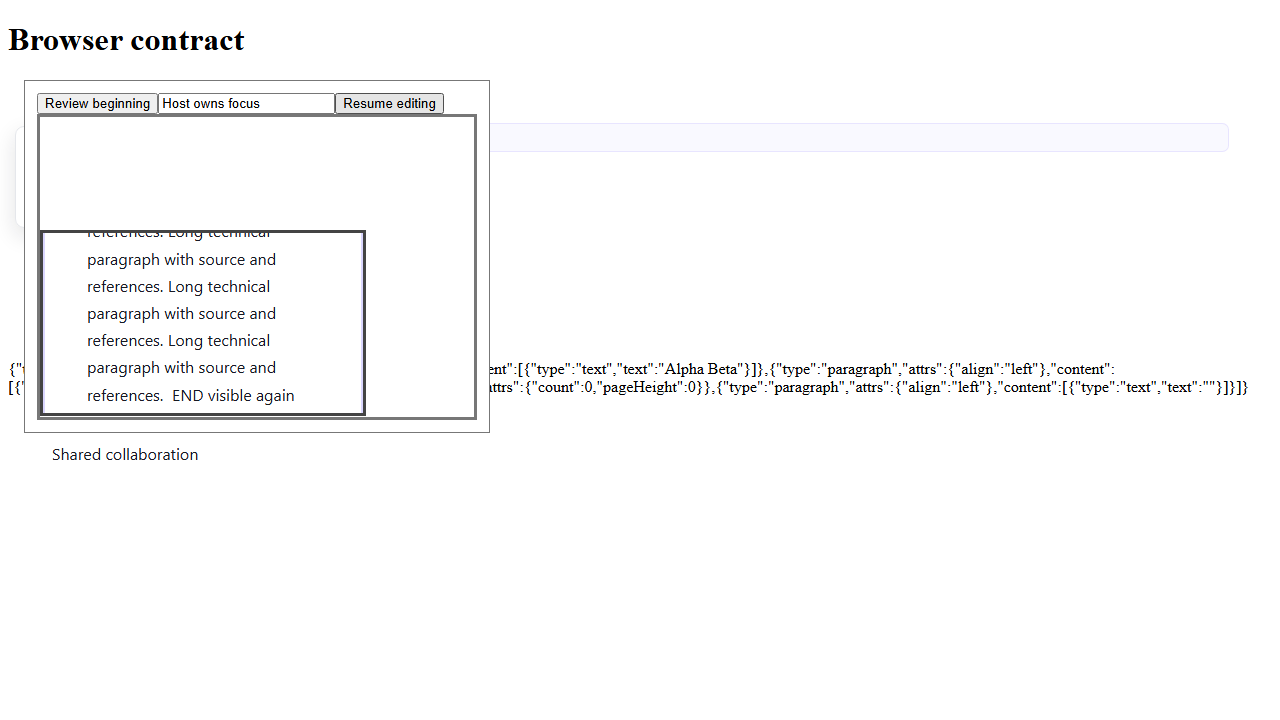 Browser contract
Review beginning Host owns focus Resume editing
references. Long technical
paragraph with source and
references. Long technical
paragraph with source and
references. Long technical
paragraph with source and
references.  END visible again
{" ent":[{"type":"text","text":"Alpha Beta"}]},{"type":"paragraph","attrs":{"align":"left"},"content":
[{" attrs":{"count":0,"pageHeight":0}},{"type":"paragraph","attrs":{"align":"left"},"content":[{"type":"text","text":""}]}]}
Shared collaboration